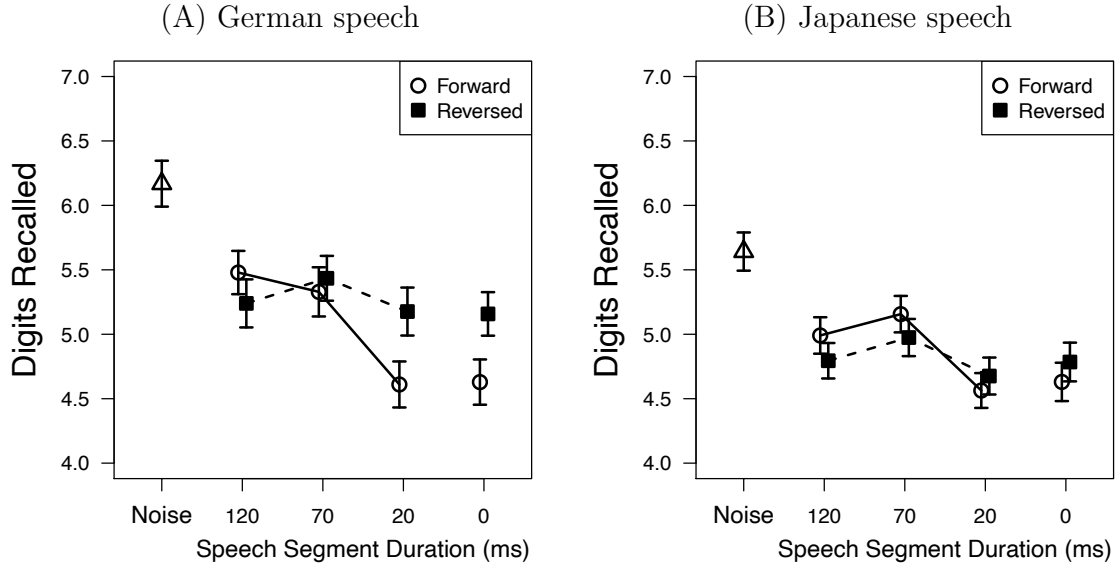 (A) German speech
7.0
6.5
6.0
5.5
5.0
4.5
4.0
Digits Recalled
Forward
Reversed
Noise 120 70 20 0
Speech Segment Duration (ms)
(B) Japanese speech
7.0
6.5
6.0
5.5
5.0
4.5
4.0
Digits Recalled
Forward
Reversed
Noise 120 70 20 0
Speech Segment Duration (ms)